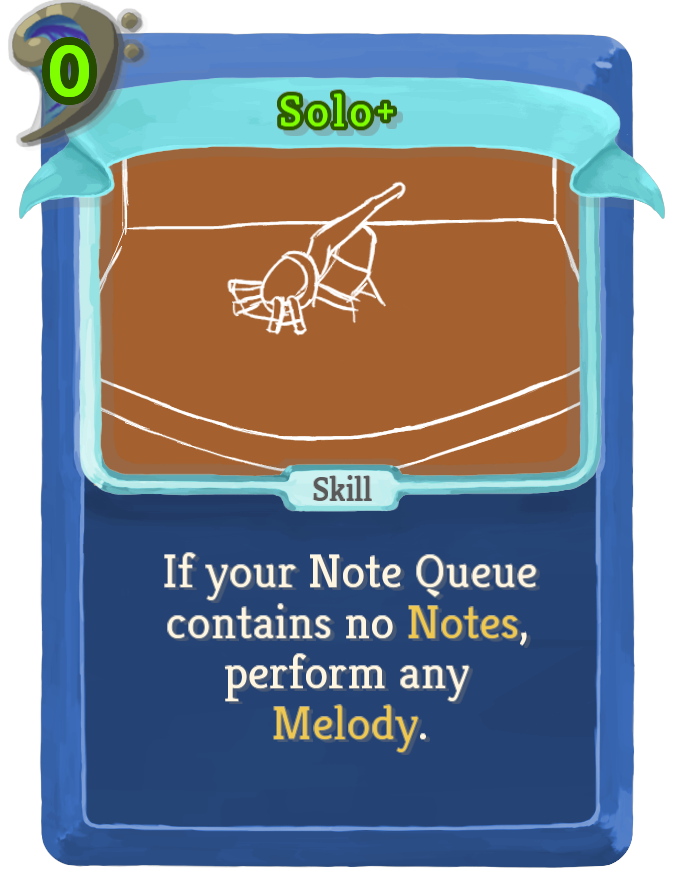 0
Solo+
Skill
If your Note Queue
contains no Notes,
perform any
Melody.